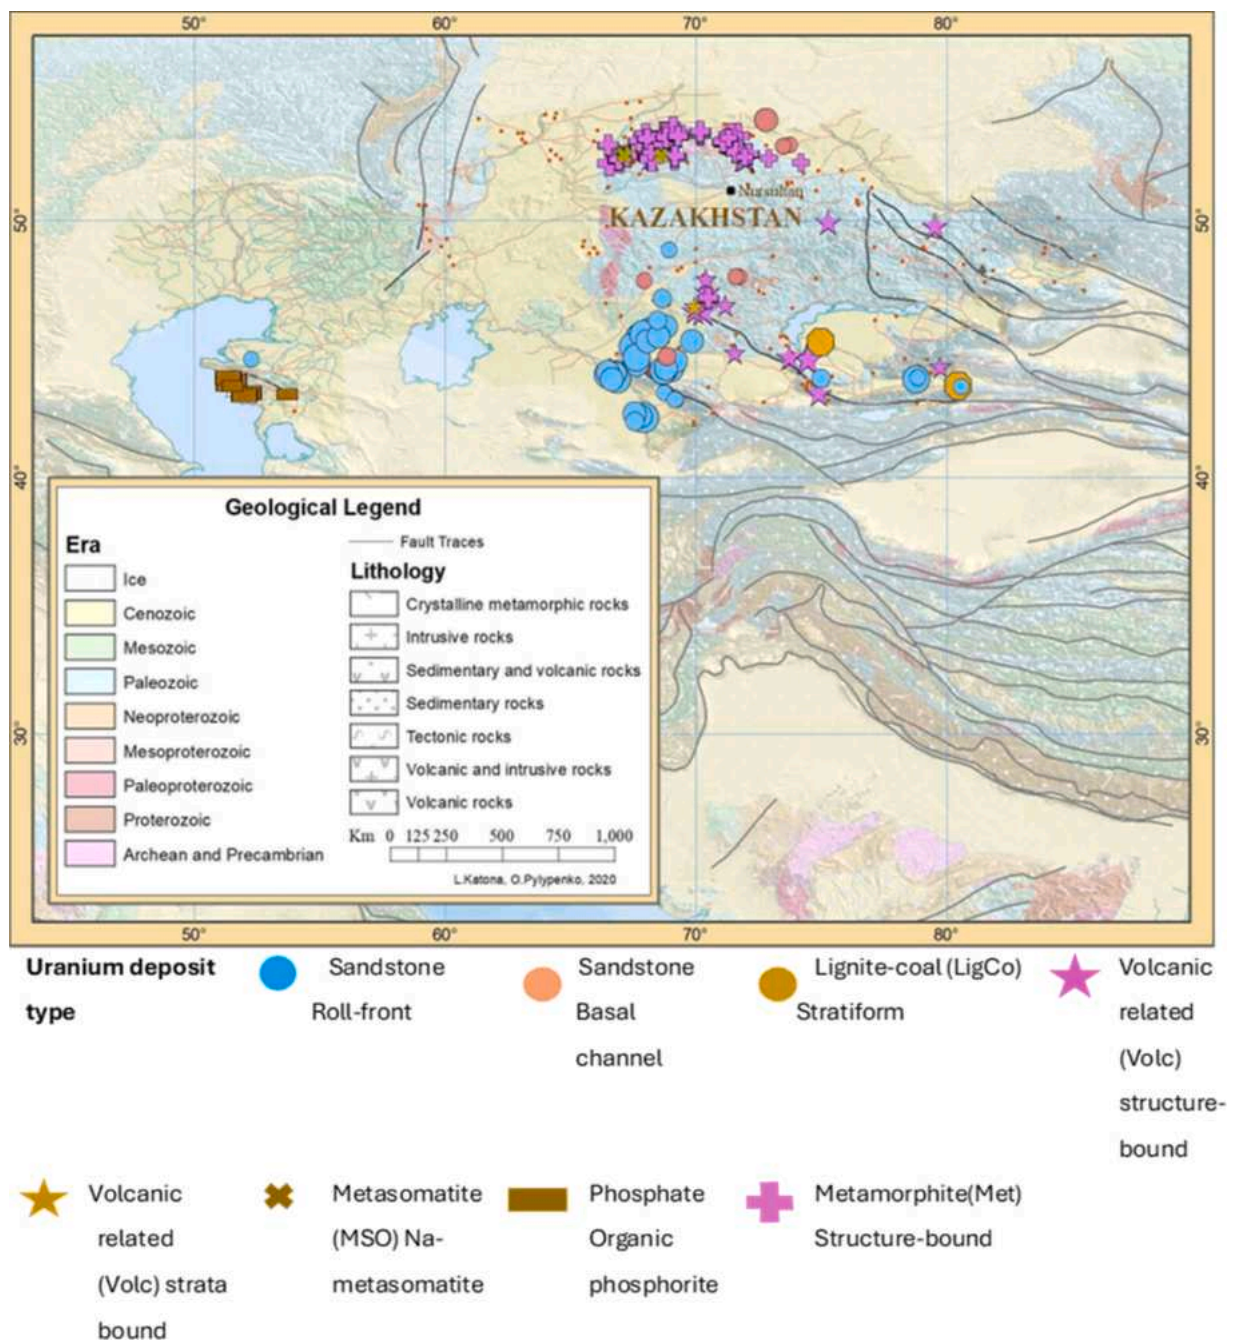 50° 60° 70° 80°
50° 50°
40° 40°
30° 30°
Nursultan
KAZAKHSTAN
Geological Legend
Era
Ice
Cenozoic
Mesozoic
Paleozoic
Neoproterozoic
Mesoproterozoic
Paleoproterozoic
Proterozoic
Archean and Precambrian
Fault Traces
Lithology
Crystalline metamorphic rocks
Intrusive rocks
Sedimentary and volcanic rocks
Sedimentary rocks
Tectonic rocks
Volcanic and intrusive rocks
Volcanic rocks
Km 0 125 250 500 750 1,000
L.Katona, O.Pylypenko, 2020
50° 60° 70° 80°
Uranium deposit
type
Sandstone
Roll-front
Sandstone
Basal
channel
Lignite-coal (LigCo)
Stratiform
Volcanic
related
(Volc)
structure-
bound
Volcanic
related
(Volc) strata
bound
Metasomatite
(MSO) Na-
metasomatite
Phosphate
Organic
phosphorite
Metamorphite(Met)
Structure-bound